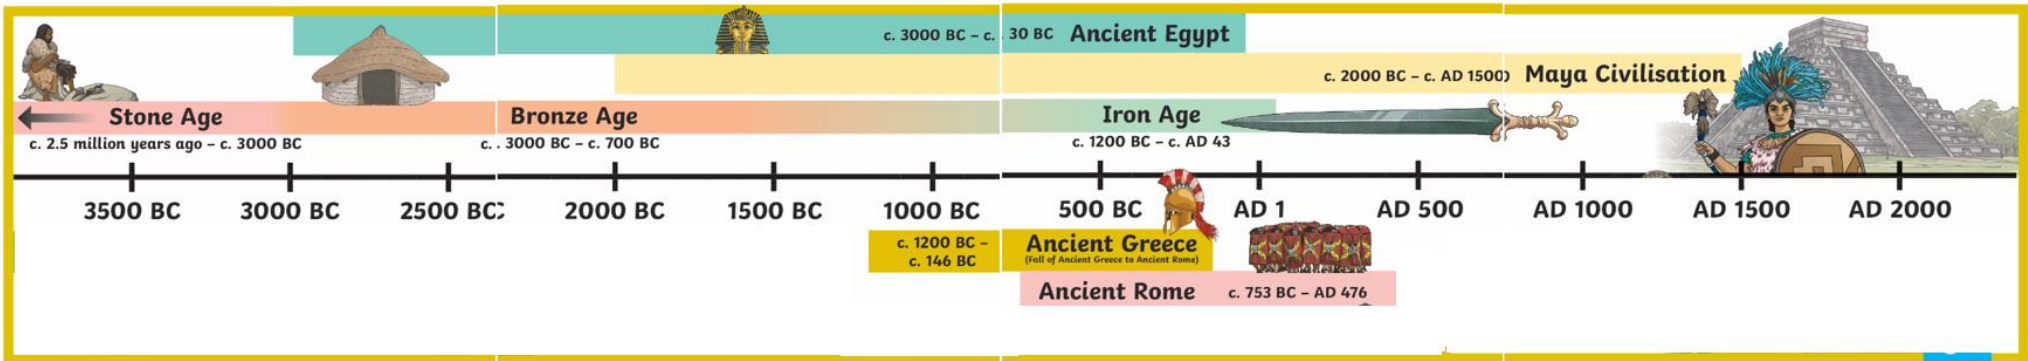 c. 3000 BC – c. 30 BC Ancient Egypt
c. 2000 BC – c. AD 1500 Maya Civilisation
Stone Age Bronze Age Iron Age
c. 2.5 million years ago – c. 3000 BC c. 3000 BC – c. 700 BC c. 1200 BC – c. AD 43
3500 BC 3000 BC 2500 BC 2000 BC 1500 BC 1000 BC 500 BC AD 1 AD 500 AD 1000 AD 1500 AD 2000
c. 1200 BC –
c. 146 BC
Ancient Greece
(Fall of Ancient Greece to Ancient Rome)
Ancient Rome c. 753 BC – AD 476